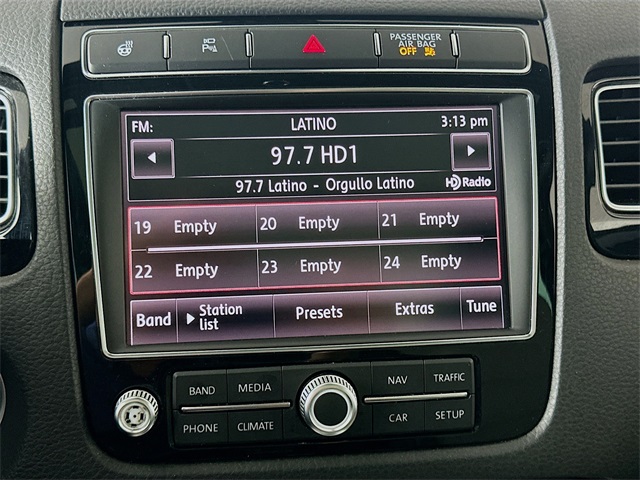 PASSENGER
AIR BAG
OFF
FM: LATINO 3:13 pm
97.7 HD1
97.7 Latino - Orgullo Latino HD Radio
19 Empty 20 Empty 21 Empty
22 Empty 23 Empty 24 Empty
Band Station list Presets Extras Tune
BAND MEDIA NAV TRAFFIC
PHONE CLIMATE CAR SETUP